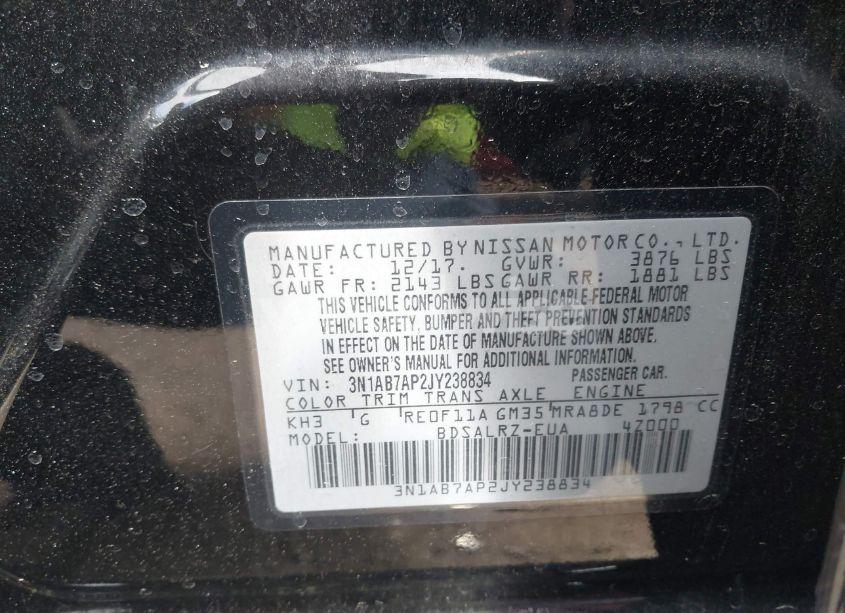 MANUFACTURED BY NISSAN MOTOR CO., LTD.
DATE: 12/17. GVWR: 3876 LBS
GAWR FR: 2143 LBS GAWR RR: 1881 LBS
THIS VEHICLE CONFORMS TO ALL APPLICABLE FEDERAL MOTOR
VEHICLE SAFETY, BUMPER AND THEFT PREVENTION STANDARDS
IN EFFECT ON THE DATE OF MANUFACTURE SHOWN ABOVE.
SEE OWNER'S MANUAL FOR ADDITIONAL INFORMATION.
VIN: 3N1AB7AP2JY238834 PASSENGER CAR.
COLOR TRIM TRANS AXLE ENGINE
KH3 G RE0F11A GM35 MRA8DE 1798 CC
MODEL: BDSALRZ-EUA 4Z000
3N1AB7AP2JY238834